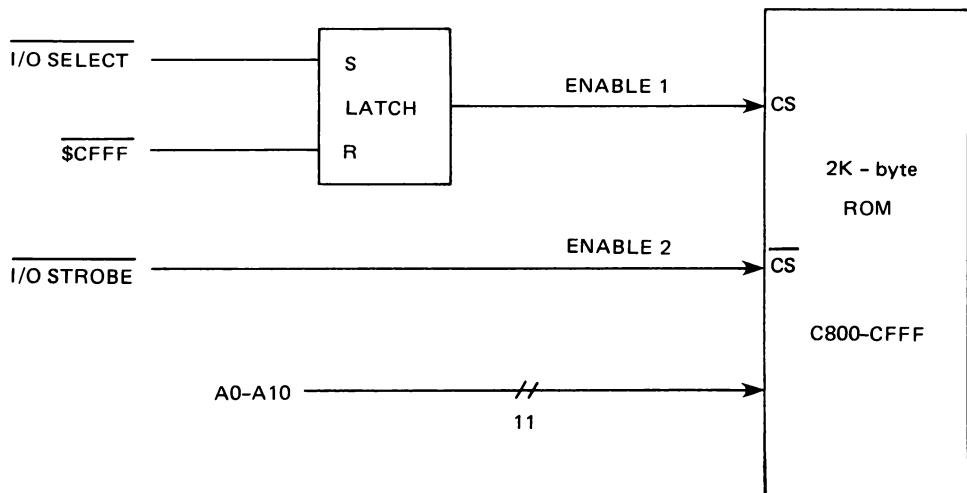 I/O SELECT
S
LATCH
R
ENABLE 1
CS
$CFFF
2K - byte
ROM
I/O STROBE
ENABLE 2
CS
C800-CFFF
A0-A10
11